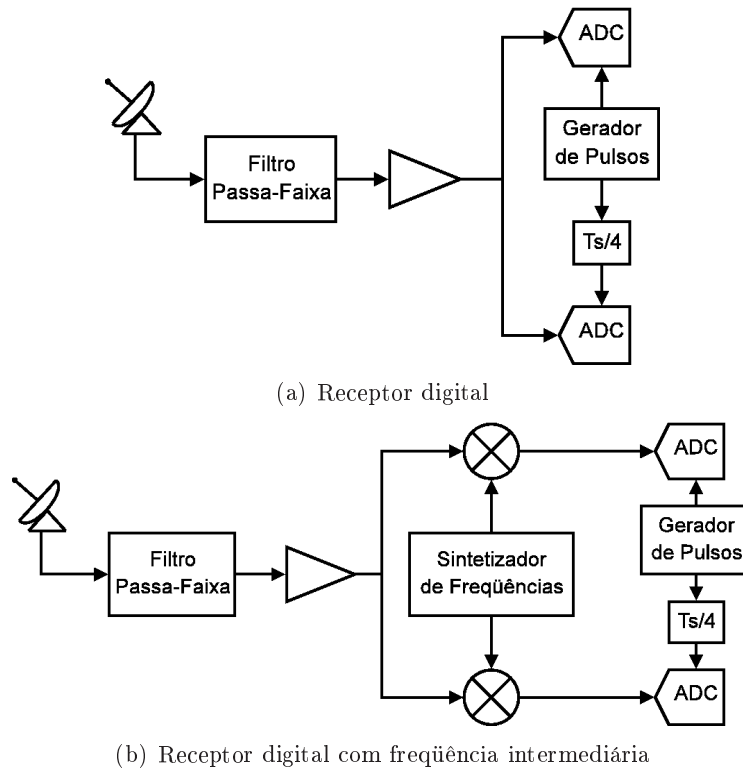 ADC
Gerador
de Pulsos
Filtro
Passa-Faixa
Ts/4
ADC
(a) Receptor digital
ADC
Gerador
de Pulsos
Filtro
Passa-Faixa
Sintetizador
de Freqüências
Ts/4
ADC
(b) Receptor digital com freqüência intermediária